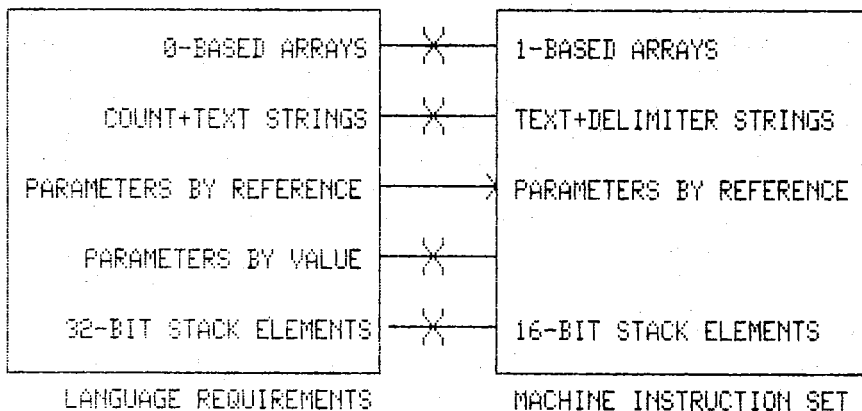 0-BASED ARRAYS 1-BASED ARRAYS
COUNT+TEXT STRINGS TEXT+DELIMITER STRINGS
PARAMETERS BY REFERENCE PARAMETERS BY REFERENCE
PARAMETERS BY VALUE
32-BIT STACK ELEMENTS 16-BIT STACK ELEMENTS
LANGUAGE REQUIREMENTS MACHINE INSTRUCTION SET